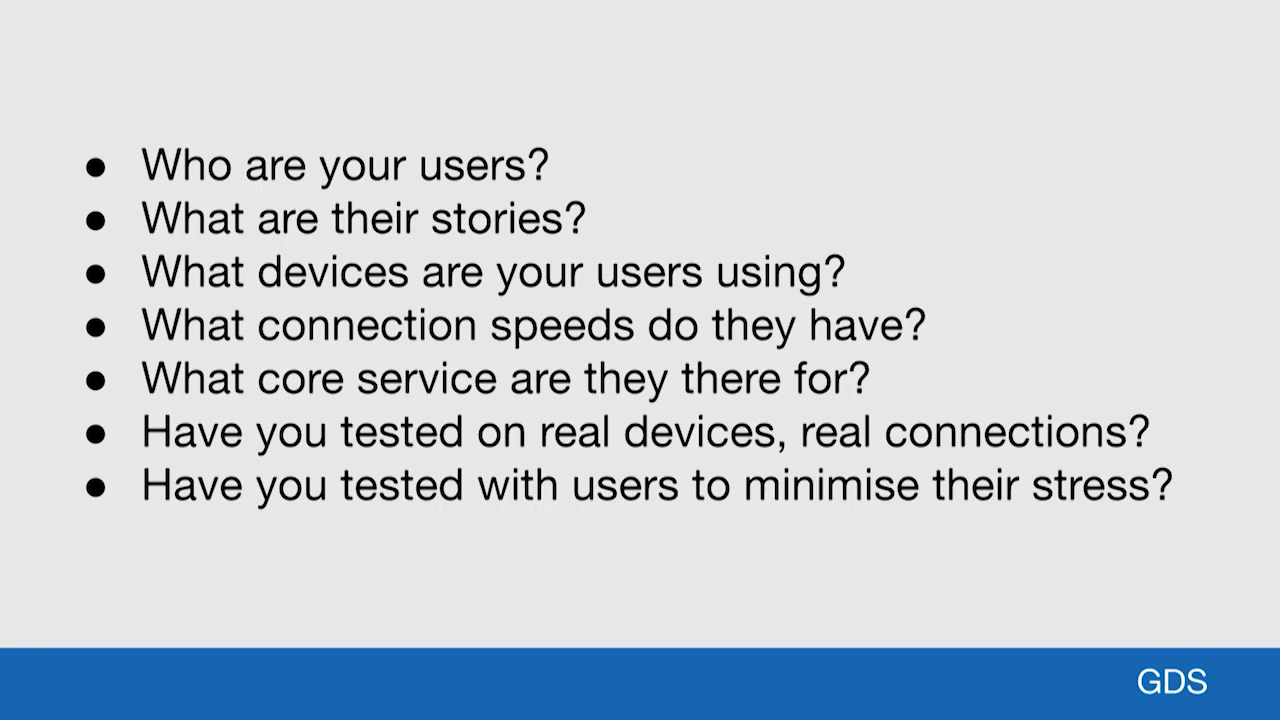 ● Who are your users?
● What are their stories?
● What devices are your users using?
● What connection speeds do they have?
● What core service are they there for?
● Have you tested on real devices, real connections?
● Have you tested with users to minimise their stress?
GDS